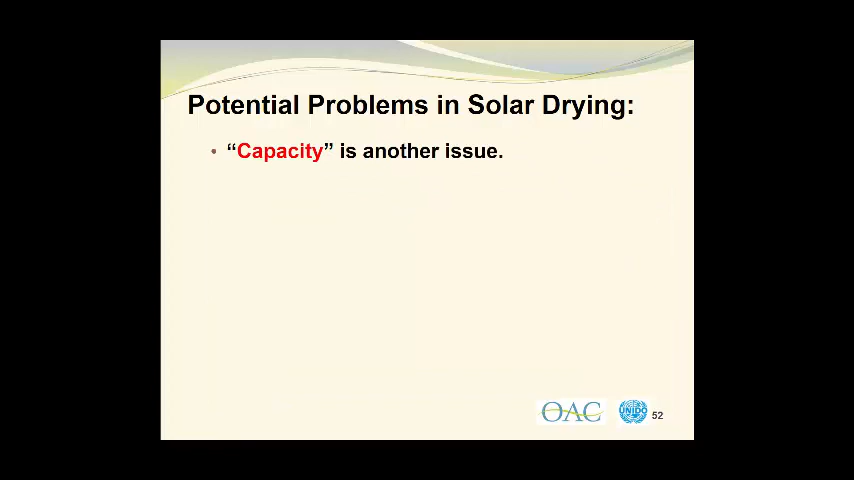 Potential Problems in Solar Drying:
• “Capacity” is another issue.
OAC
UNIDO
52